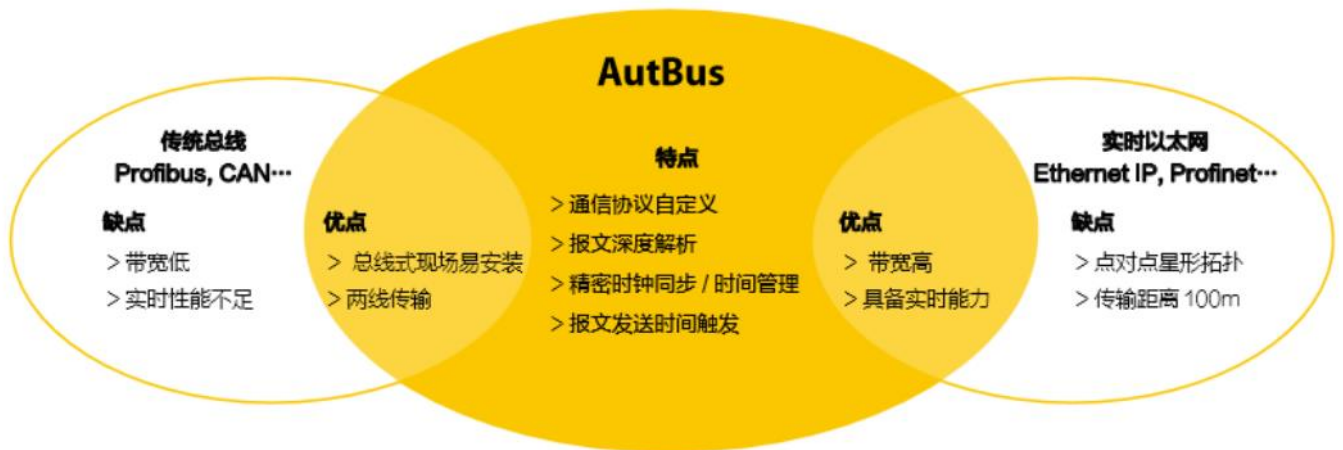 AutBus
传统总线
Profibus, CAN…
缺点
> 带宽低
> 实时性能不足
优点
> 总线式现场易安装
> 两线传输
特点
> 通信协议自定义
> 报文深度解析
> 精密时钟同步 / 时间管理
> 报文发送时间触发
优点
> 带宽高
> 具备实时能力
实时以太网
Ethernet IP, Profinet…
缺点
> 点对点星形拓扑
> 传输距离 100m